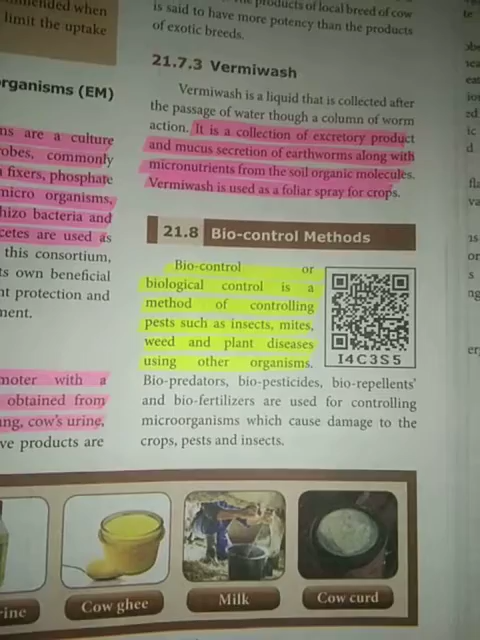 mended when
limit the uptake
organisms (EM)
ns are a culture
robes, commonly
fixers, phosphate
micro organisms,
hizo bacteria and
cetes are used as
this consortium,
ts own beneficial
nt protection and
ment.
moter with a
obtained from
ng, cow's urine,
ve products are
products of local breed of cow
is said to have more potency than the products
of exotic breeds.
21.7.3 Vermiwash
Vermiwash is a liquid that is collected after
the passage of water though a column of worm
action. It is a collection of excretory product
and mucus secretion of earthworms along with
micronutrients from the soil organic molecules.
Vermiwash is used as a foliar spray for crops.
21.8 Bio-control Methods
Bio-control or
biological control is a
method of controlling
pests such as insects, mites,
weed and plant diseases
using other organisms.
I4C3S5
Bio-predators, bio-pesticides, bio-repellents'
and bio-fertilizers are used for controlling
microorganisms which cause damage to the
crops, pests and insects.
rine
Cow ghee
Milk
Cow curd